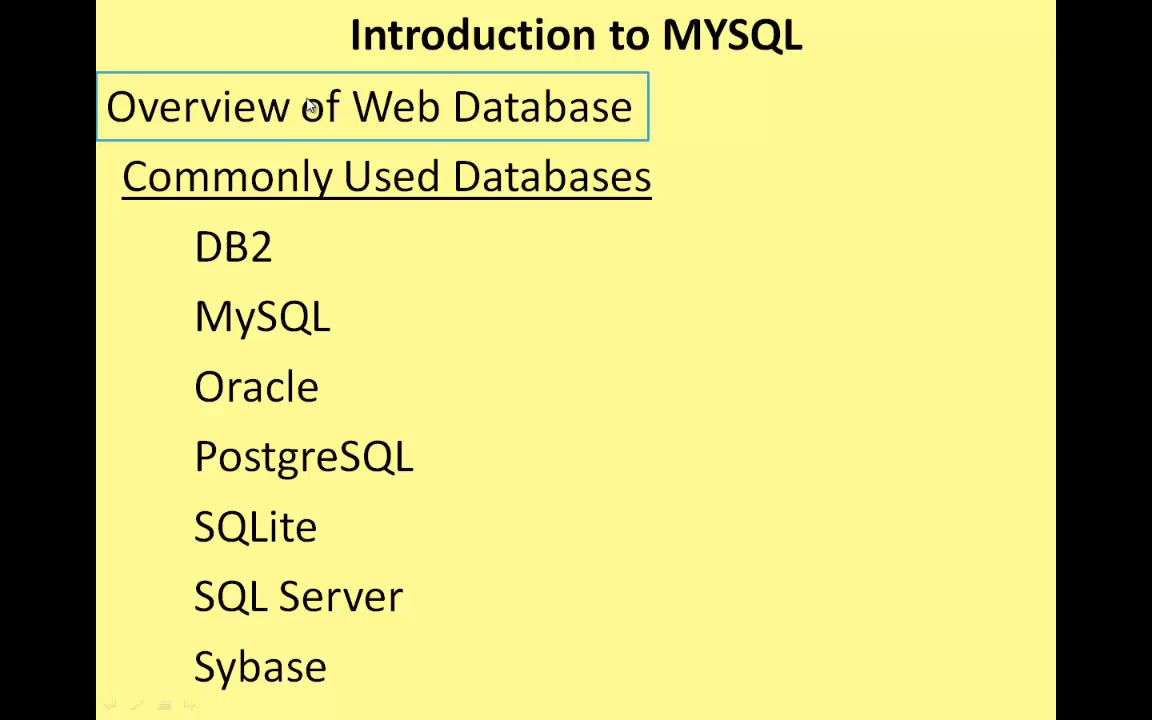 Introduction to MYSQL
Overview of Web Database
Commonly Used Databases
DB2
MySQL
Oracle
PostgreSQL
SQLite
SQL Server
Sybase